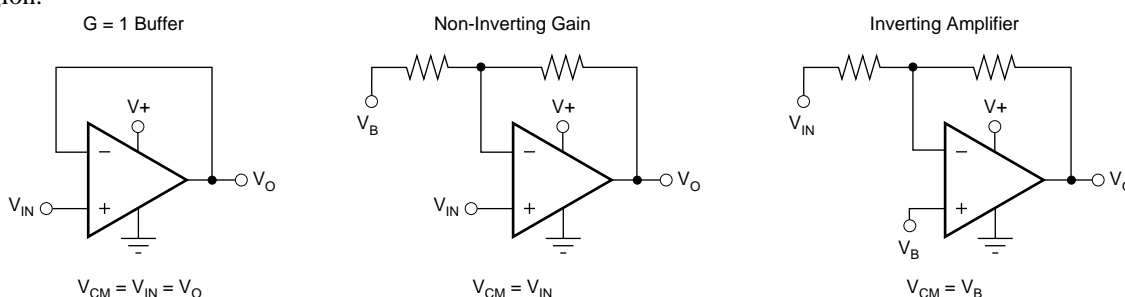 G = 1 Buffer
V+
−
V_IN
+
V_O
V_CM = V_IN = V_O
Non-Inverting Gain
V_B
V+
−
V_IN
+
V_O
V_CM = V_IN
Inverting Amplifier
V_IN
V+
−
+
V_B
V_CM = V_B